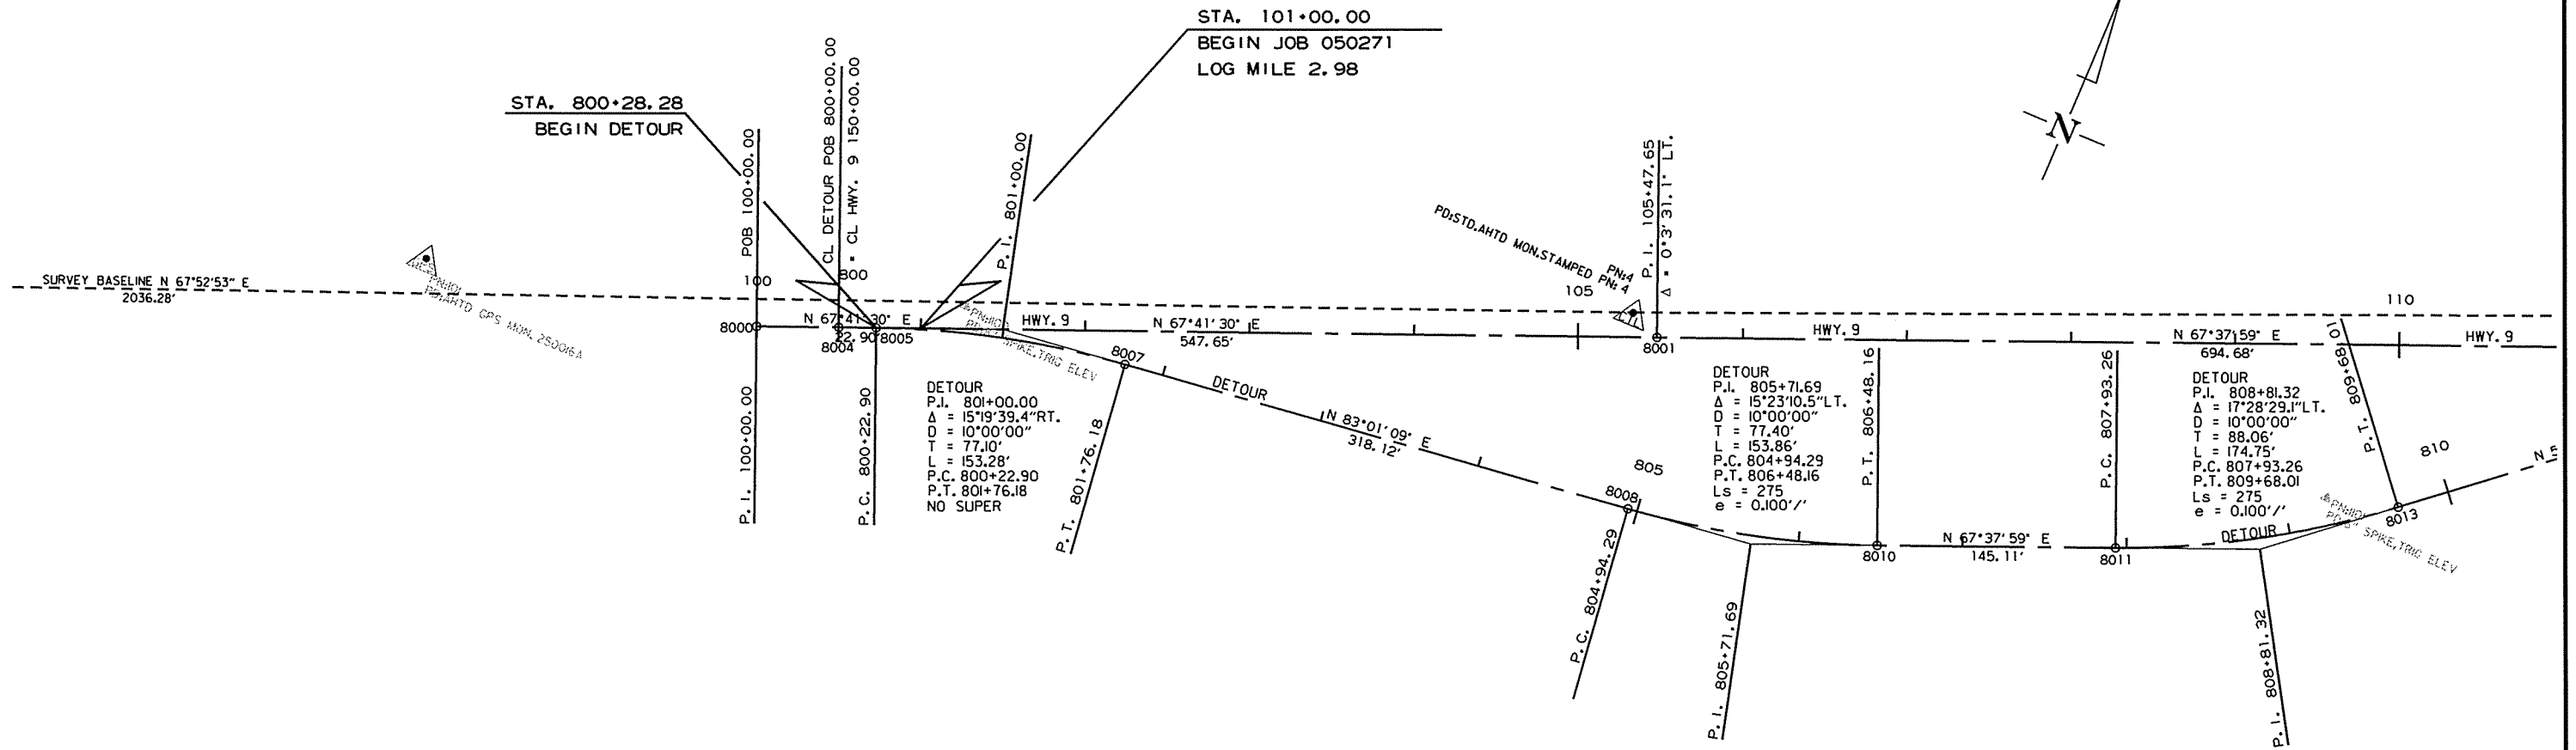 STA. 101+00.00
BEGIN JOB 050271
LOG MILE 2.98
STA. 800+28.28
BEGIN DETOUR
POB 100+00.00
CL DETOUR POB 800+00.00
= CL HWY. 9 150+00.00
P.I. 801+00.00
P.I. 105+47.65
Δ = 0°3'31.1" LT.
N
SURVEY BASELINE N 67°52'53" E
2036.28'
PD:AHTD GPS MON. 250016A
PD:STD.AHTD MON.STAMPED PN: 4
PN:4
100
800
105
110
8000
N 67°41'30" E
22.90
8004
8005
HWY. 9
N 67°41'30" E
547.65'
8001
HWY. 9
N 67°37'59" E
694.68'
HWY. 9
SPIKE,TRIG ELEV
8007
DETOUR
N 83°01'09" E
318.12'
805
8008
P.I. 100+00.00
P.C. 800+22.90
DETOUR
P.I. 801+00.00
Δ = 15°19'39.4"RT.
D = 10°00'00"
T = 77.10'
L = 153.28'
P.C. 800+22.90
P.T. 801+76.18
NO SUPER
P.T. 801+76.18
P.C. 804+94.29
P.I. 805+71.69
DETOUR
P.I. 805+71.69
Δ = 15°23'10.5"LT.
D = 10°00'00"
T = 77.40'
L = 153.86'
P.C. 804+94.29
P.T. 806+48.16
Ls = 275
e = 0.100'/'
P.T. 806+48.16
8010
N 67°37'59" E
145.11'
P.C. 807+93.26
8011
DETOUR
P.I. 808+81.32
Δ = 17°28'29.1"LT.
D = 10°00'00"
T = 88.06'
L = 174.75'
P.C. 807+93.26
P.T. 809+68.01
Ls = 275
e = 0.100'/'
P.T. 809+68.01
810
N
8013
DETOUR
SPIKE,TRIG ELEV
P.I. 808+81.32